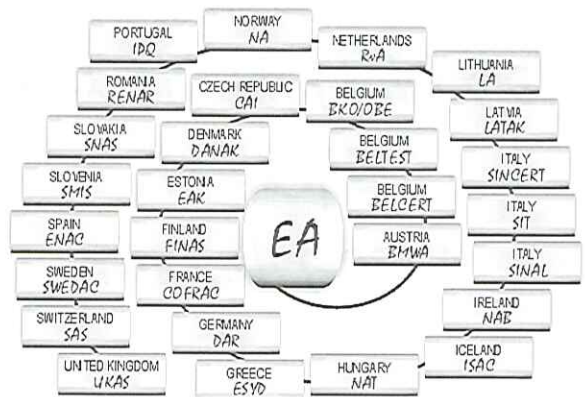 EA
AUSTRIA
BMWA
BELGIUM
BELCERT
BELGIUM
BELTEST
BELGIUM
BKO/OBE
CZECH REPUBLIC
CAI
DENMARK
DANAK
ESTONIA
EAK
FINLAND
FINAS
FRANCE
COFRAC
GERMANY
DAR
GREECE
ESYD
HUNGARY
NAT
ICELAND
ISAC
IRELAND
NAB
ITALY
SINAL
ITALY
SIT
ITALY
SINCERT
LATVIA
LATAK
LITHUANIA
LA
NETHERLANDS
RvA
NORWAY
NA
PORTUGAL
IDQ
ROMANIA
RENAR
SLOVAKIA
SNAS
SLOVENIA
SMIS
SPAIN
ENAC
SWEDEN
SWEDAC
SWITZERLAND
SAS
UNITED KINGDOM
UKAS